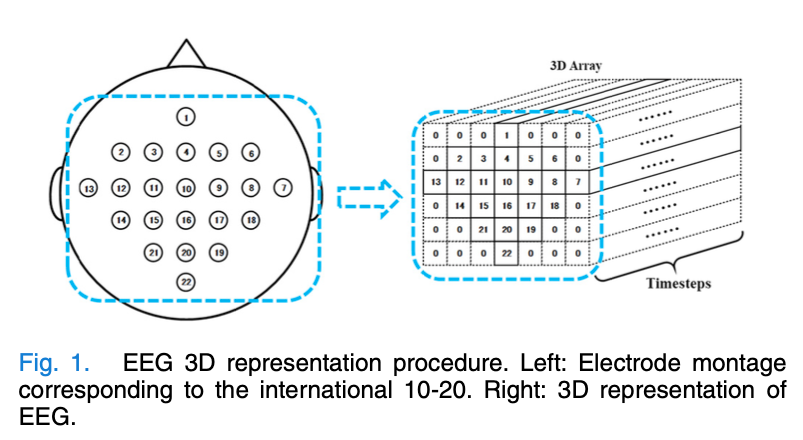 1
2 3 4 5 6
13 12 11 10 9 8 7
14 15 16 17 18
21 20 19
22
3D Array
0 0 0 1 0 0 0
0 2 3 4 5 6 0
13 12 11 10 9 8 7
0 14 15 16 17 18 0
0 0 21 20 19 0 0
0 0 0 22 0 0 0
......
......
......
......
......
......
Timesteps
Fig. 1. EEG 3D representation procedure. Left: Electrode montage
corresponding to the international 10-20. Right: 3D representation of
EEG.